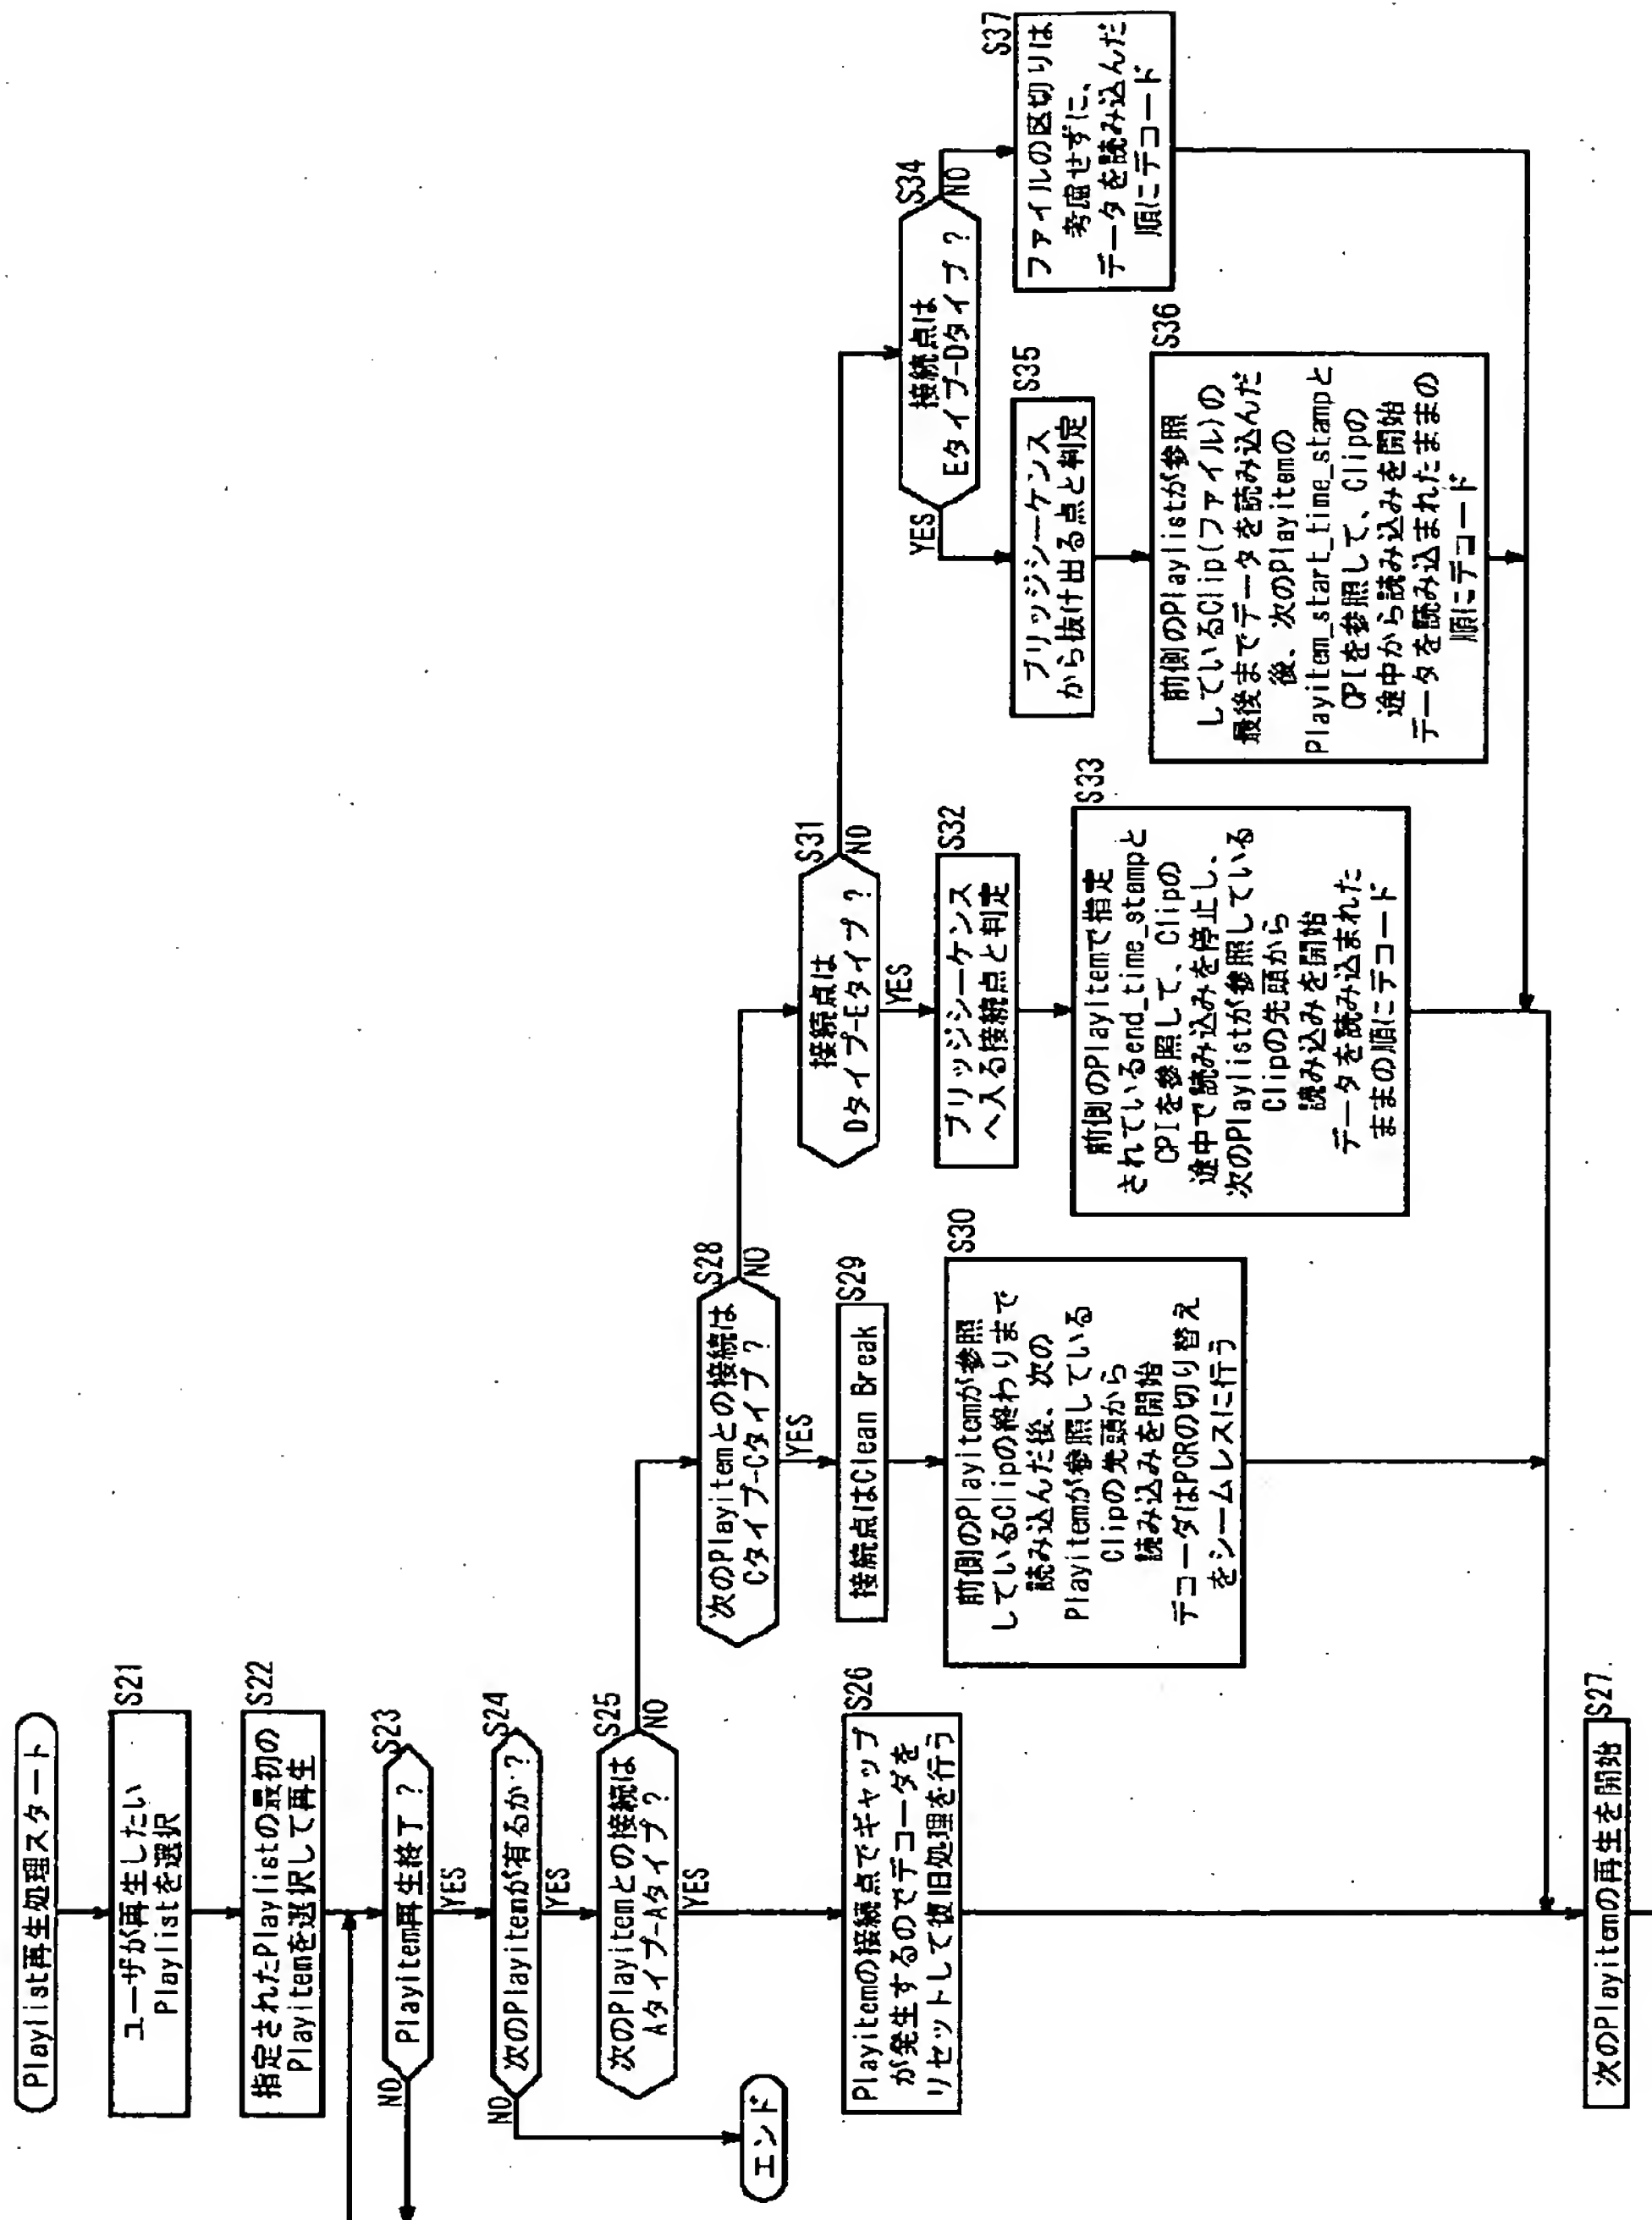 Playlist再生処理スタート
S21
ユーザが再生したい
Playlistを選択
S22
指定されたPlaylistの最初の
Playitemを選択して再生
S23
Playitem再生終了?
NO
YES
S24
次のPlayitemが有るか?
NO
YES
エンド
S25
次のPlayitemとの接続は
Aタイプ-Aタイプ?
NO
YES
S26
Playitemの接続点でギャップ
が発生するのでデコーダを
リセットして復旧処理を行う
S27
次のPlayitemの再生を開始
S28
次のPlayitemとの接続は
Cタイプ-Cタイプ?
NO
YES
S29
接続点はClean Break
S30
前側のPlayitemが参照
しているClipの終わりまで
読み込んだ後、次の
Playitemが参照している
Clipの先頭から
読み込みを開始
デコーダはPCRの切り替え
をシームレスに行う
S31
接続点は
Dタイプ-Eタイプ?
NO
YES
S32
ブリッジシーケンス
へ入る接続点と判定
S33
前側のPlayitemで指定
されているend_time_stampと
CPIを参照して、Clipの
途中で読み込みを停止し、
次のPlaylistが参照している
Clipの先頭から
読み込みを開始
データを読み込まれた
ままの順にデコード
S34
接続点は
Eタイプ-Dタイプ?
YES
NO
S35
ブリッジシーケンス
から抜け出る点と判定
S36
前側のPlaylistが参照
しているClip(ファイル)の
最後までデータを読み込んだ
後、次のPlayitemの
Playitem_start_time_stampと
CPIを参照して、Clipの
途中から読み込みを開始
データを読み込まれたままの
順にデコード
S37
ファイルの区切りは
考慮せずに、
データを読み込んだ
順にデコード